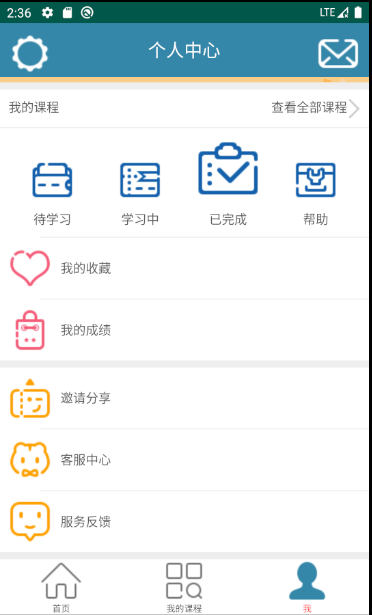 2:36 LTE
个人中心
我的课程 查看全部课程
待学习 学习中 已完成 帮助
我的收藏
我的成绩
邀请分享
客服中心
服务反馈
首页 我的课程 我